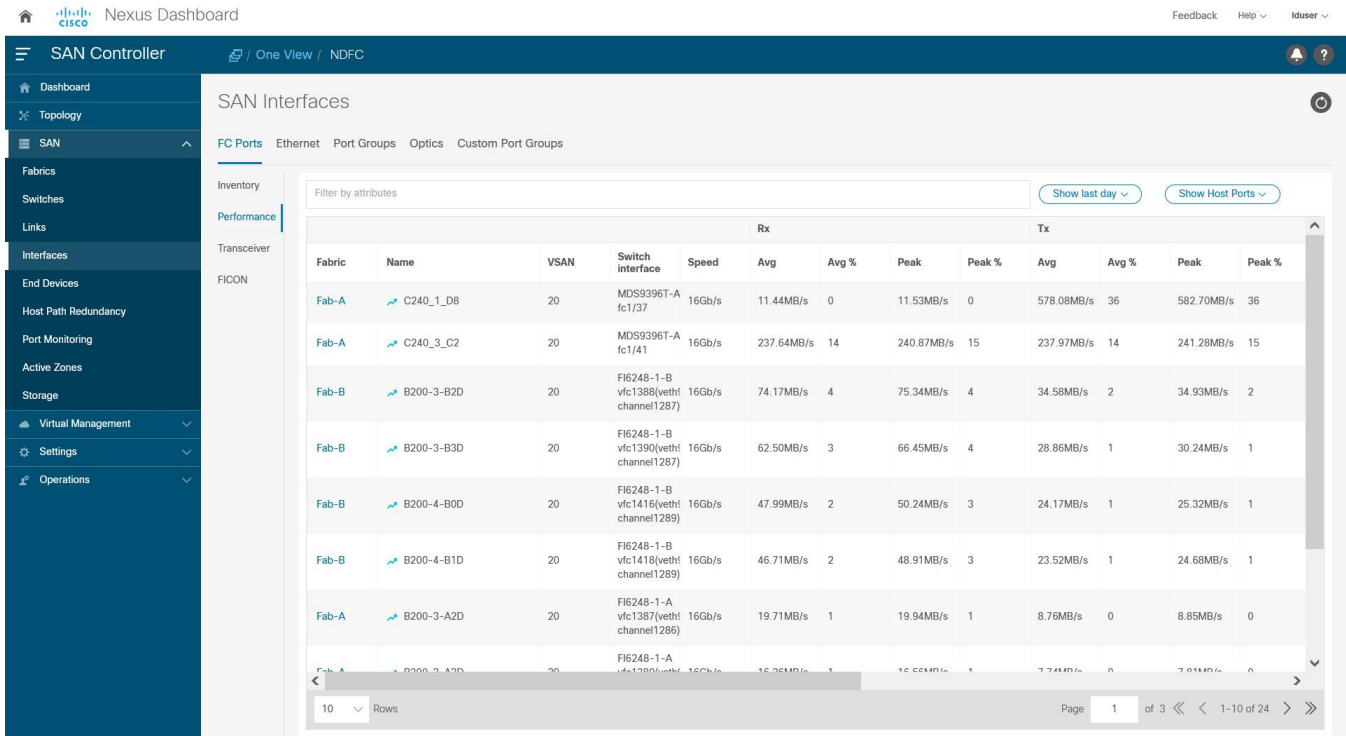 CISCO Nexus Dashboard Feedback Help lduser
SAN Controller / One View / NDFC ?
Dashboard
Topology
SAN
Fabrics
Switches
Links
Interfaces
End Devices
Host Path Redundancy
Port Monitoring
Active Zones
Storage
Virtual Management
Settings
Operations
SAN Interfaces
FC Ports Ethernet Port Groups Optics Custom Port Groups
Inventory
Performance
Transceiver
FICON
Filter by attributes Show last day Show Host Ports
Rx Tx
Fabric Name VSAN Switch interface Speed Avg Avg % Peak Peak % Avg Avg % Peak Peak %
Fab-A C240_1_D8 20 MDS9396T-A fc1/37 16Gb/s 11.44MB/s 0 11.53MB/s 0 578.08MB/s 36 582.70MB/s 36
Fab-A C240_3_C2 20 MDS9396T-A fc1/41 16Gb/s 237.64MB/s 14 240.87MB/s 15 237.97MB/s 14 241.28MB/s 15
Fab-B B200-3-B2D 20 FI6248-1-B vfc1388(veth channel1287) 16Gb/s 74.17MB/s 4 75.34MB/s 4 34.58MB/s 2 34.93MB/s 2
Fab-B B200-3-B3D 20 FI6248-1-B vfc1390(veth channel1287) 16Gb/s 62.50MB/s 3 66.45MB/s 4 28.86MB/s 1 30.24MB/s 1
Fab-B B200-4-B0D 20 FI6248-1-B vfc1416(veth channel1289) 16Gb/s 47.99MB/s 2 50.24MB/s 3 24.17MB/s 1 25.32MB/s 1
Fab-B B200-4-B1D 20 FI6248-1-B vfc1418(veth channel1289) 16Gb/s 46.71MB/s 2 48.91MB/s 3 23.52MB/s 1 24.68MB/s 1
Fab-A B200-3-A2D 20 FI6248-1-A vfc1387(veth channel1286) 16Gb/s 19.71MB/s 1 19.94MB/s 1 8.76MB/s 0 8.85MB/s 0
FI6248-1-A
10 Rows Page 1 of 3 1-10 of 24